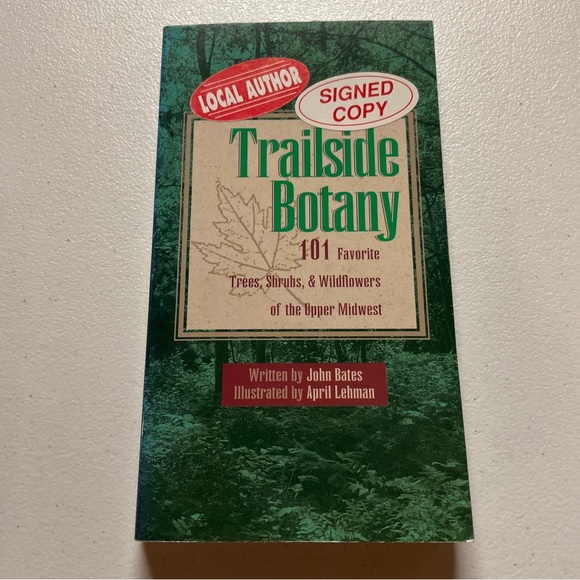 LOCAL AUTHOR
SIGNED
COPY
Trailside
Botany
101 Favorite
Trees, Shrubs, & Wildflowers
of the Upper Midwest
Written by John Bates
Illustrated by April Lehman